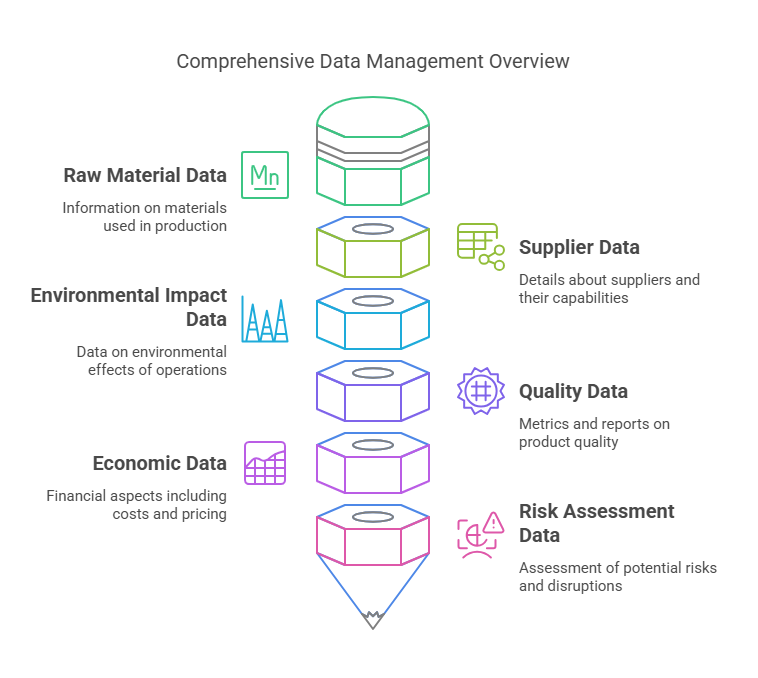 Comprehensive Data Management Overview
Raw Material Data
Mn
Information on materials
used in production
Supplier Data
Details about suppliers and
their capabilities
Environmental Impact
Data
Data on environmental
effects of operations
Quality Data
Metrics and reports on
product quality
Economic Data
Financial aspects including
costs and pricing
Risk Assessment
Data
Assessment of potential risks
and disruptions